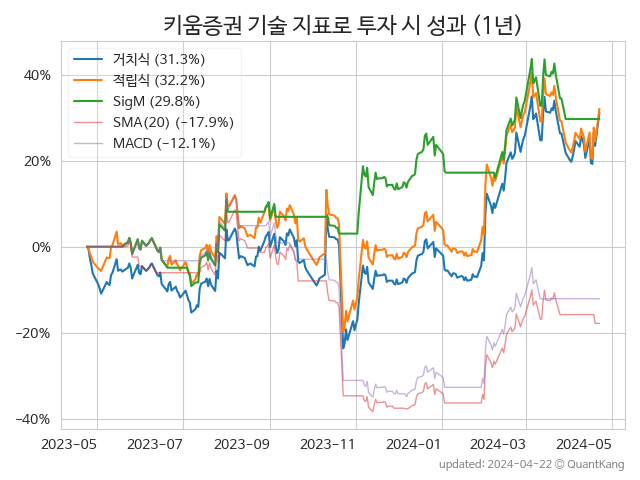 키움증권 기술 지표로 투자 시 성과 (1년)
거치식 (31.3%)
적립식 (32.2%)
SigM (29.8%)
SMA(20) (−17.9%)
MACD (−12.1%)
40%
20%
0%
−20%
−40%
2023-05 2023-07 2023-09 2023-11 2024-01 2024-03 2024-05
updated: 2024-04-22 © QuantKang